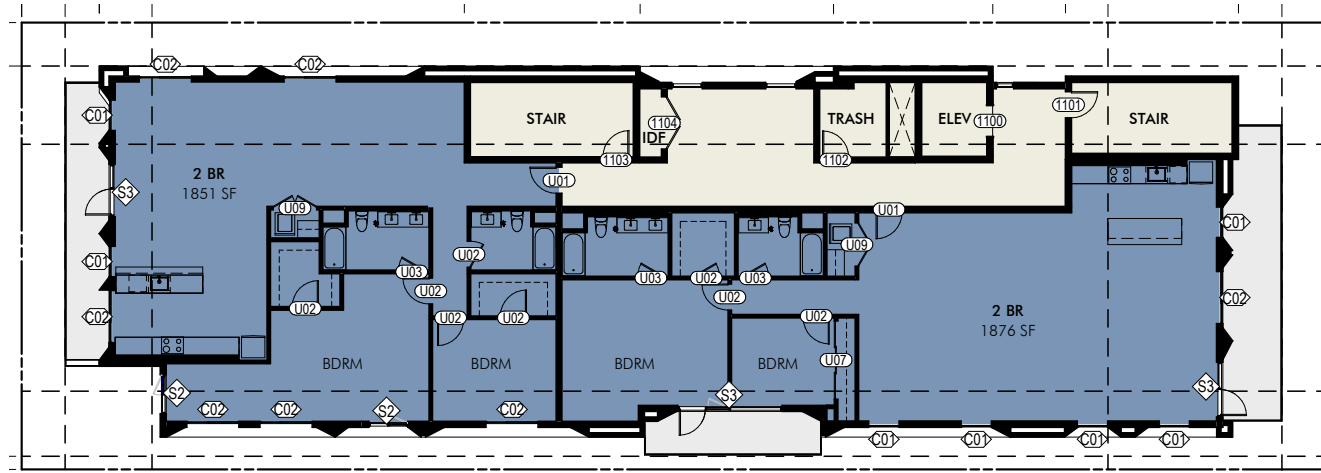 C02
C02
C01
STAIR
IDF
1104
1103
TRASH
1102
ELEV
1100
1101
STAIR
2 BR
1851 SF
S3
U01
U09
U01
C01
U02
U03
U02
U02
U02
U02
U03
U02
U03
U02
U09
U02
C01
C02
C01
C02
2 BR
1876 SF
BDRM
BDRM
BDRM
BDRM
U07
S2
S3
S3
C02
C02
S2
C02
C01
C01
C01
C01